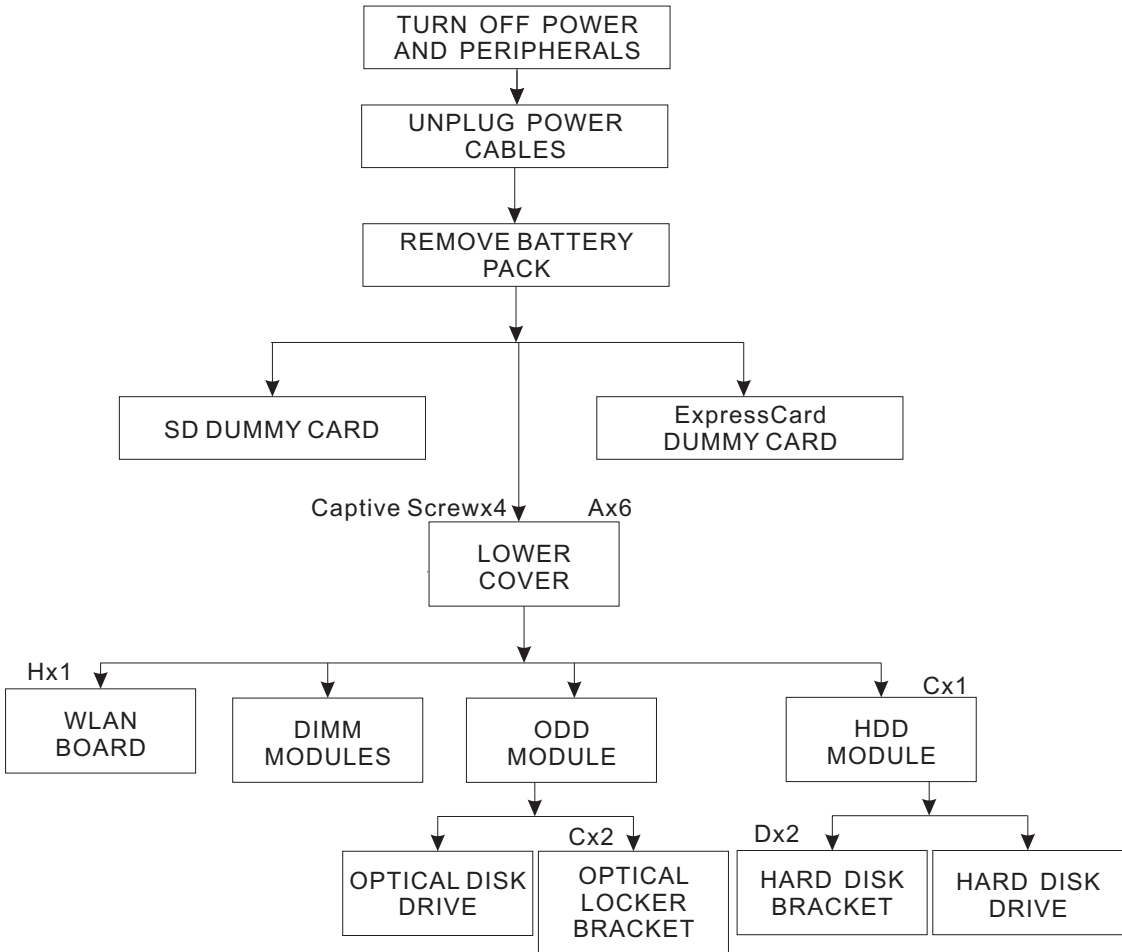 TURN OFF POWER
AND PERIPHERALS
UNPLUG POWER
CABLES
REMOVE BATTERY
PACK
SD DUMMY CARD
ExpressCard
DUMMY CARD
Captive Screwx4
Ax6
LOWER
COVER
Hx1
WLAN
BOARD
DIMM
MODULES
ODD
MODULE
Cx1
HDD
MODULE
OPTICAL DISK
DRIVE
Cx2
OPTICAL
LOCKER
BRACKET
Dx2
HARD DISK
BRACKET
HARD DISK
DRIVE